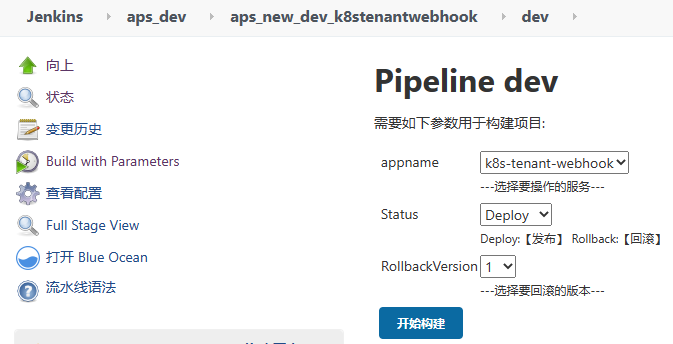 Jenkins aps_dev aps_new_dev_k8stenantwebhook dev
向上
状态
变更历史
Build with Parameters
查看配置
Full Stage View
打开 Blue Ocean
流水线语法
Pipeline dev
需要如下参数用于构建项目:
appname k8s-tenant-webhook
---选择要操作的服务---
Status Deploy
Deploy:【发布】 Rollback:【回滚】
RollbackVersion 1
---选择要回滚的版本---
开始构建